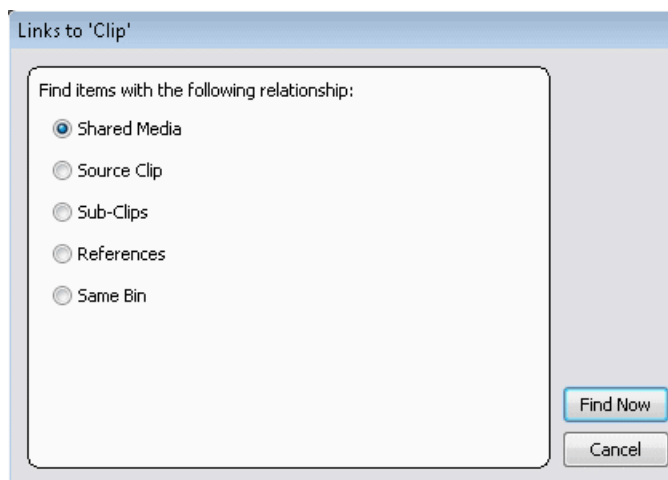 Links to 'Clip'
Find items with the following relationship:
Shared Media
Source Clip
Sub-Clips
References
Same Bin
Find Now
Cancel